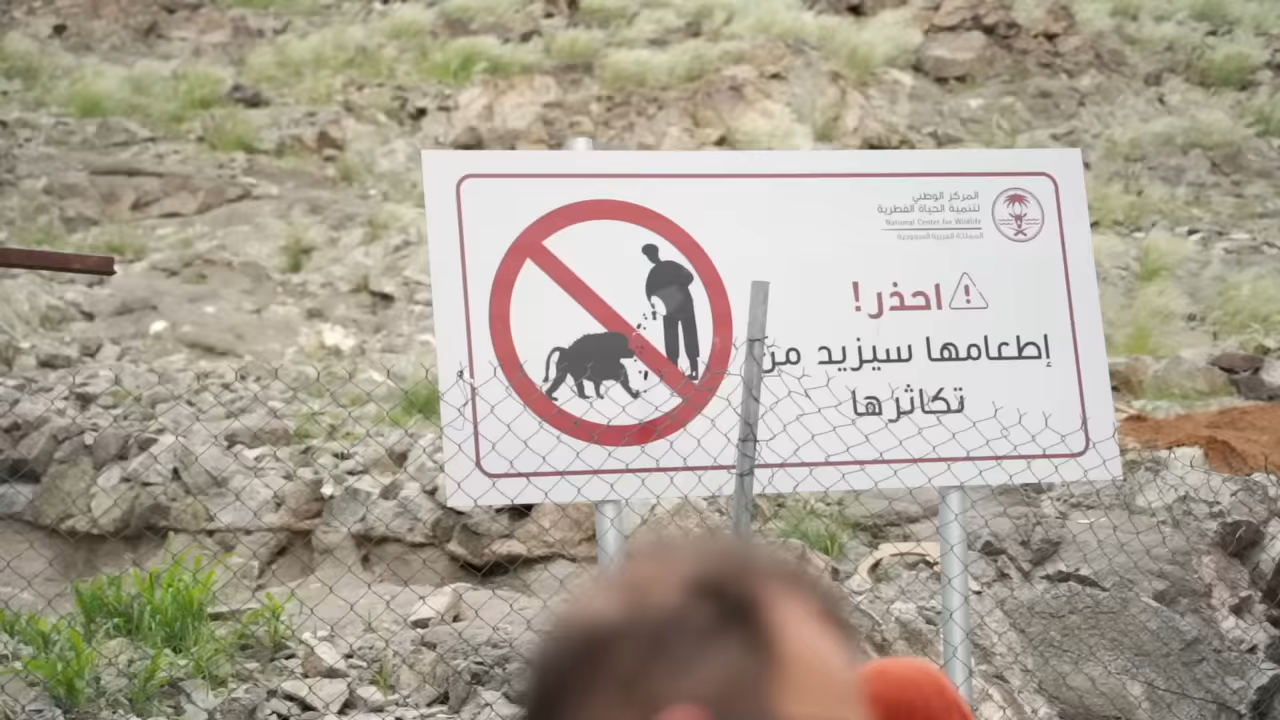 المركز الوطني
لتنمية الحياة الفطرية
National Center for Wildlife
المملكة العربية السعودية
احذر!
إطعامها سيزيد من
تكاثرها